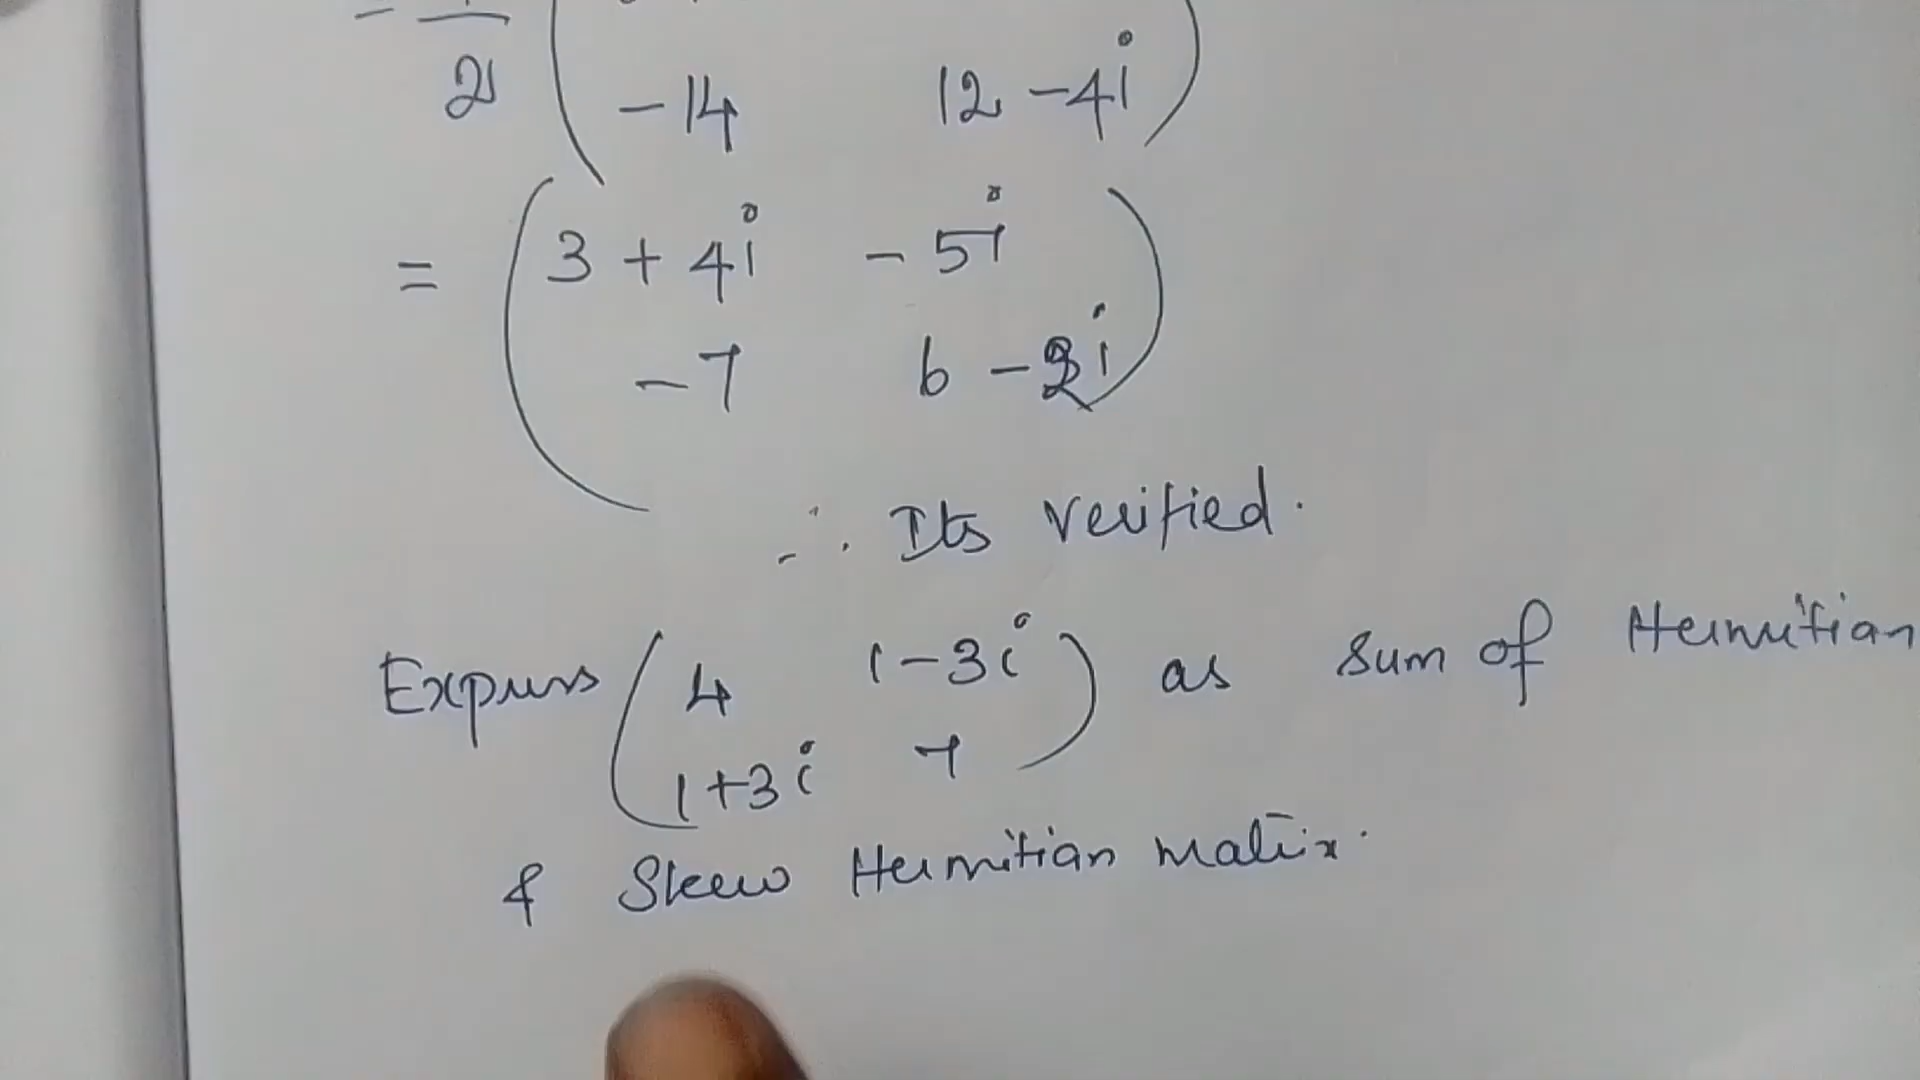 2
-14 12 -4i
= 3 + 4i -5i
-7 6 -2i
∴ Its verified.
Express 4 1-3i as sum of Hermitian
1+3i 7
& Skew Hermitian matrix.